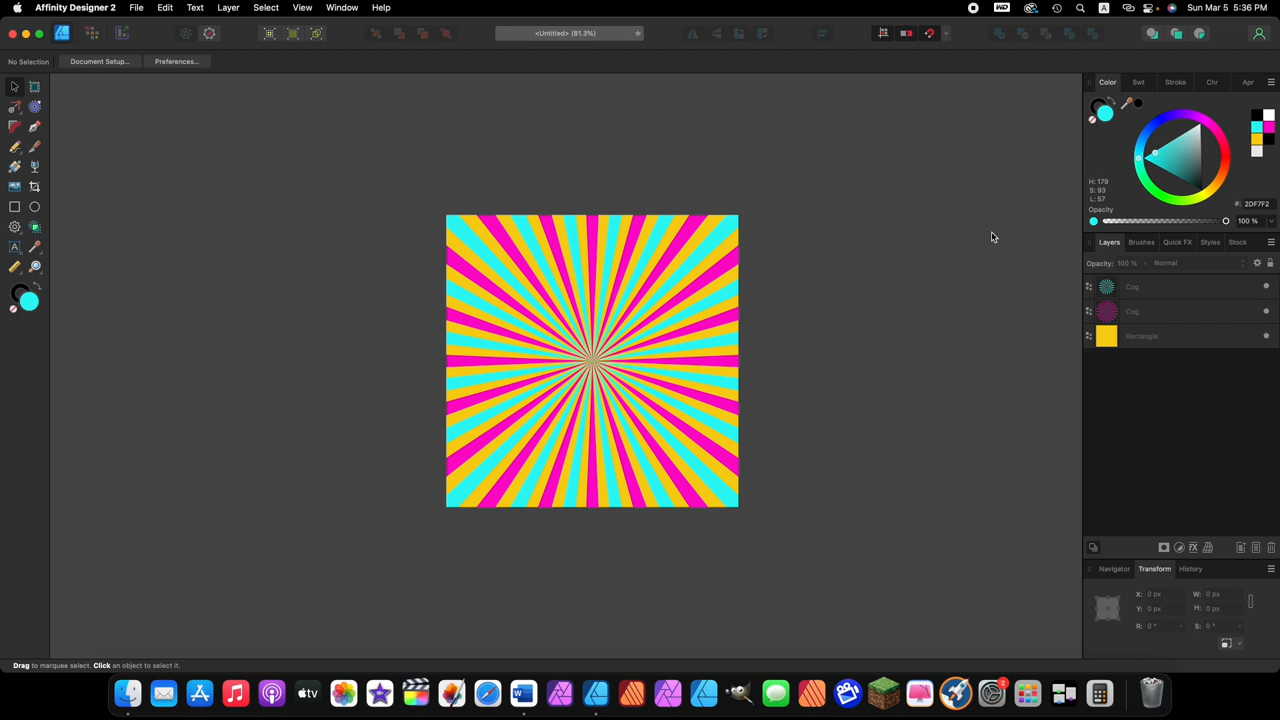 Affinity Designer 2 File Edit Text Layer Select View Window Help
Sun Mar 5 5:36 PM
<Untitled> (81.3%)
No Selection Document Setup... Preferences...
Color Swt Stroke Chr Apr
H: 179
S: 93
L: 57
#: 2DF7F2
Opacity
100 %
Layers Brushes Quick FX Styles Stock
Opacity: 100 % Normal
Cog
Cog
Rectangle
Navigator Transform History
X: 0 px W: 0 px
Y: 0 px H: 0 px
R: 0 ° S: 0 °
Drag to marquee select. Click an object to select it.
tv
2